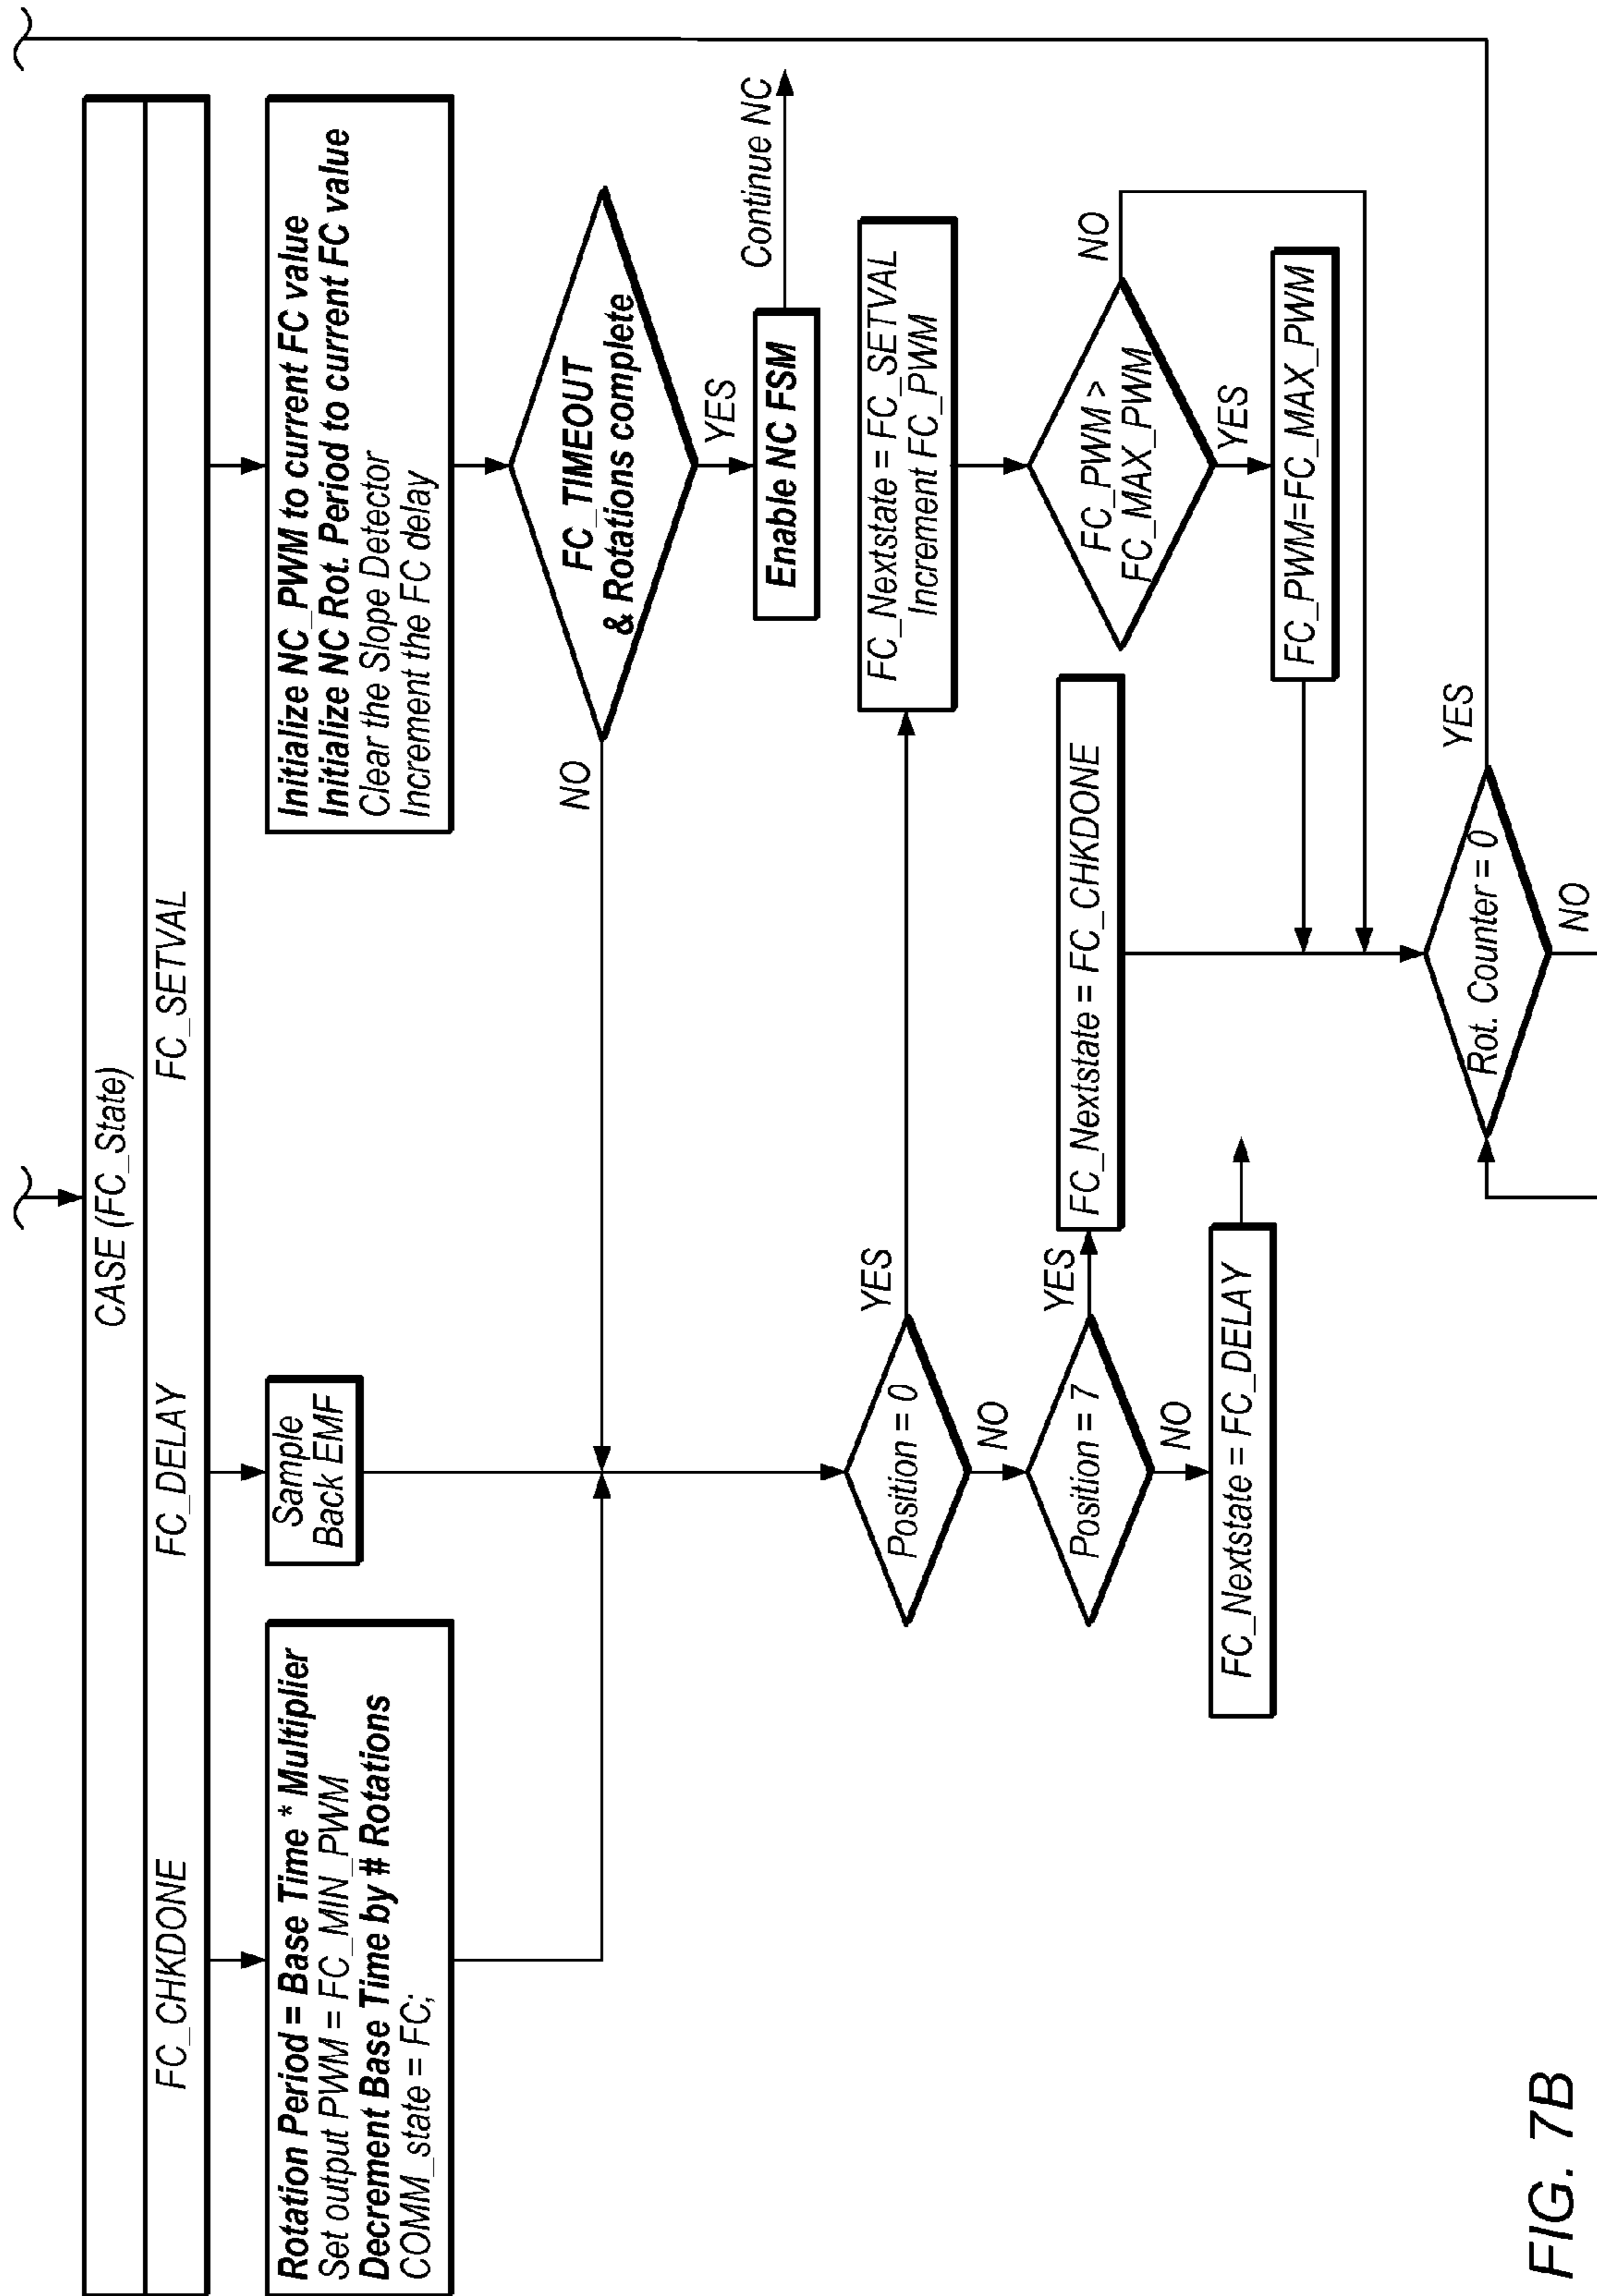 CASE (FC_State)
FC_CHKDONE
FC_DELAY
FC_SETVAL
Rotation Period = Base Time * Multiplier
Set output PWM = FC_MIN_PWM
Decrement Base Time by # Rotations
COMM_state = FC;
Sample
Back EMF
Initialize NC_PWM to current FC value
Initialize NC Rot. Period to current FC value
Clear the Slope Detector
Increment the FC delay
FC_TIMEOUT
& Rotations complete
NO
YES
Enable NC FSM
Continue NC
Position = 0
YES
NO
FC_Nextstate = FC_SETVAL
Increment FC_PWM
Position = 7
YES
NO
FC_Nextstate = FC_CHKDONE
FC_PWM >
FC_MAX_PWM
NO
YES
FC_Nextstate = FC_DELAY
FC_PWM=FC_MAX_PWM
Rot. Counter = 0
YES
NO
FIG. 7B